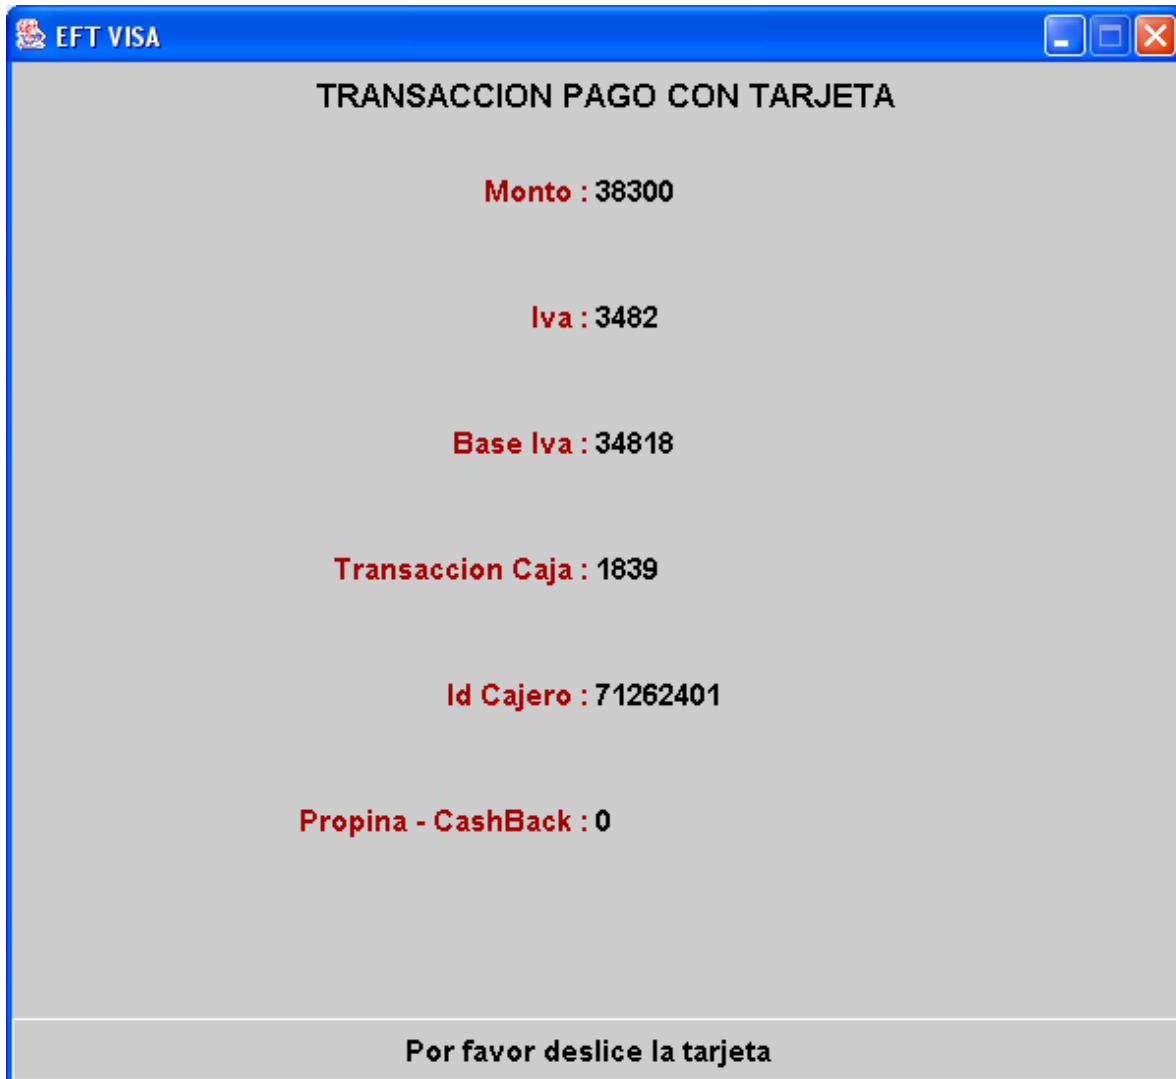 EFT VISA
TRANSACCION PAGO CON TARJETA
Monto : 38300
Iva : 3482
Base Iva : 34818
Transaccion Caja : 1839
Id Cajero : 71262401
Propina - CashBack : 0
Por favor deslice la tarjeta